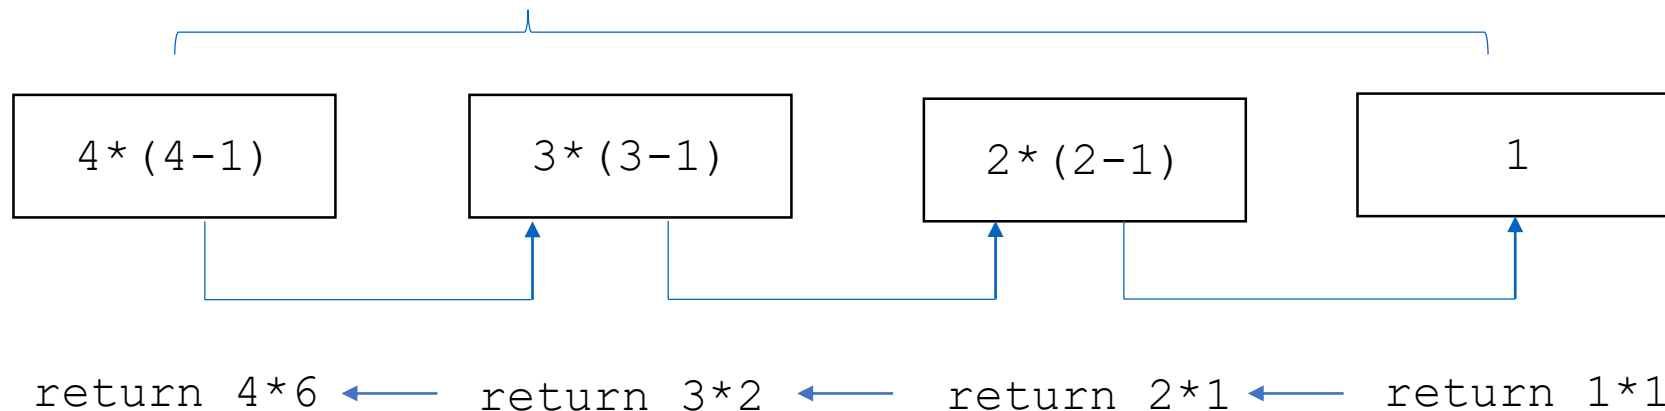 4*(4-1) 3*(3-1) 2*(2-1) 1
return 4*6 return 3*2 return 2*1 return 1*1